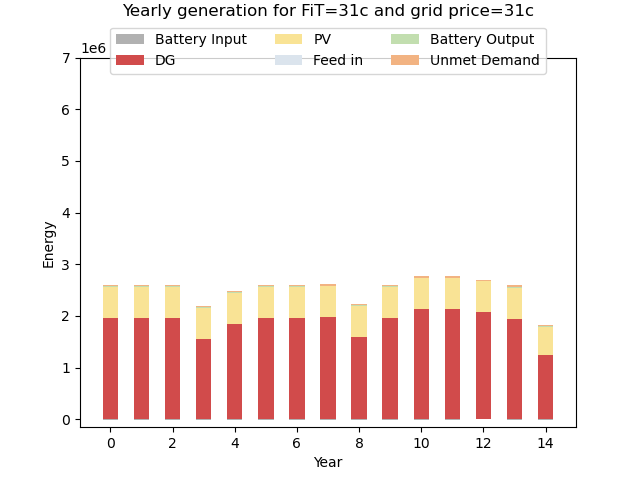 Yearly generation for FiT=31c and grid price=31c
Battery Input PV Battery Output
DG Feed in Unmet Demand
1e6
7
6
5
4
3
2
1
0
Energy
0 2 4 6 8 10 12 14
Year